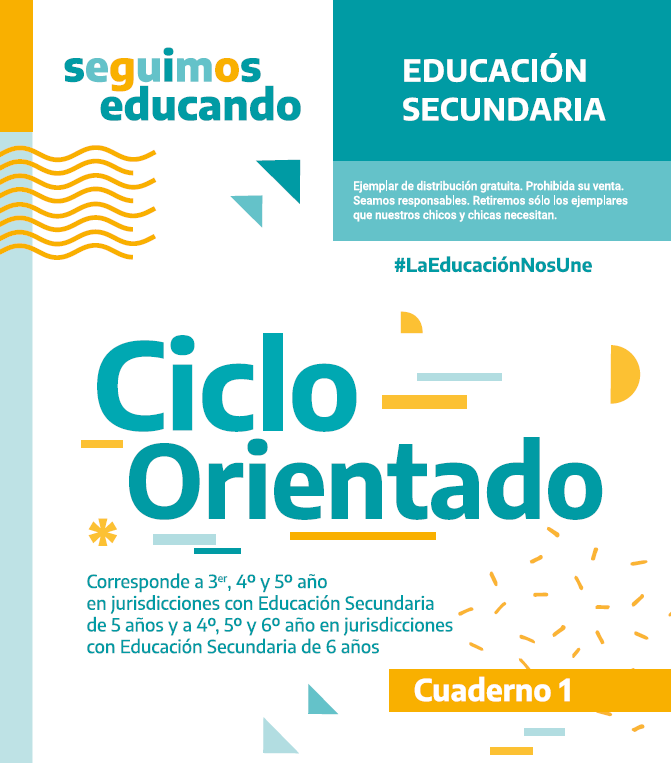 seguimos
educando
EDUCACIÓN
SECUNDARIA
Ejemplar de distribución gratuita. Prohibida su venta.
Seamos responsables. Retiremos sólo los ejemplares
que nuestros chicos y chicas necesitan.
#LaEducaciónNosUne
Ciclo
Orientado
Corresponde a 3er, 4º y 5º año
en jurisdicciones con Educación Secundaria
de 5 años y a 4º, 5º y 6º año en jurisdicciones
con Educación Secundaria de 6 años
Cuaderno 1